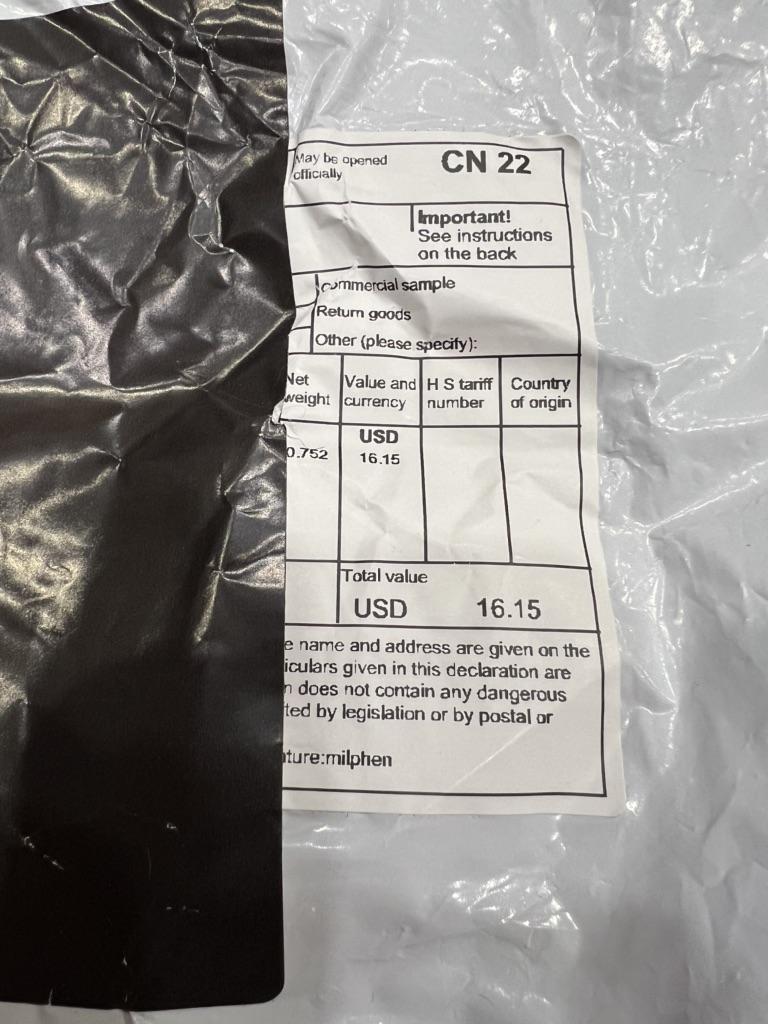 May be opened
officially
CN 22
Important!
See instructions
on the back
commercial sample
Return goods
Other (please specify):
Net
weight
Value and
currency
H S tariff
number
Country
of origin
0.752
USD
16.15
Total value
USD 16.15
e name and address are given on the
iculars given in this declaration are
n does not contain any dangerous
ted by legislation or by postal or
ature:milphen